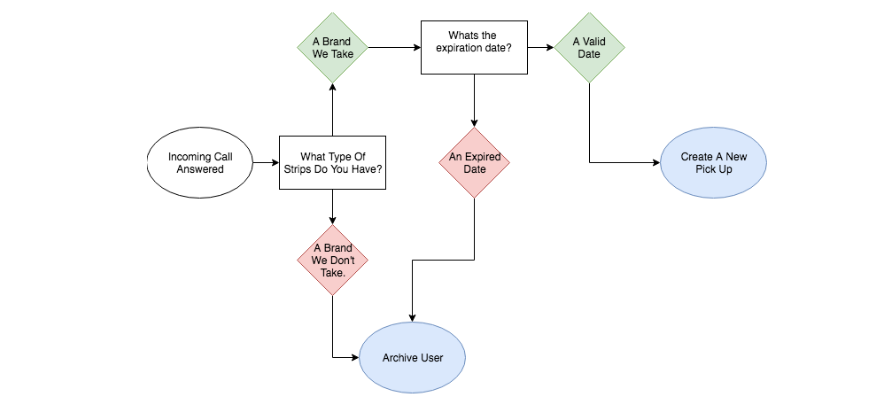 A Brand
We Take
Whats the
expiration date?
A Valid
Date
Incoming Call
Answered
What Type Of
Strips Do You Have?
An Expired
Date
Create A New
Pick Up
A Brand
We Don't
Take.
Archive User